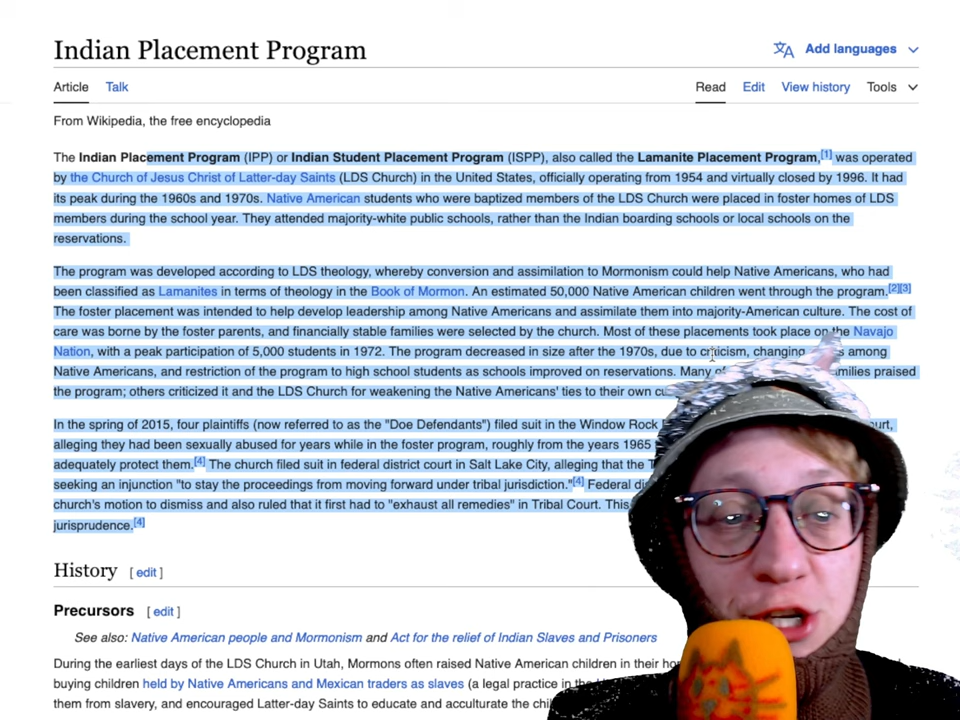 Indian Placement Program
Add languages
Article Talk Read Edit View history Tools
From Wikipedia, the free encyclopedia
The Indian Placement Program (IPP) or Indian Student Placement Program (ISPP), also called the Lamanite Placement Program,[1] was operated
by the Church of Jesus Christ of Latter-day Saints (LDS Church) in the United States, officially operating from 1954 and virtually closed by 1996. It had
its peak during the 1960s and 1970s. Native American students who were baptized members of the LDS Church were placed in foster homes of LDS
members during the school year. They attended majority-white public schools, rather than the Indian boarding schools or local schools on the
reservations.
The program was developed according to LDS theology, whereby conversion and assimilation to Mormonism could help Native Americans, who had
been classified as Lamanites in terms of theology in the Book of Mormon. An estimated 50,000 Native American children went through the program.[2][3]
The foster placement was intended to help develop leadership among Native Americans and assimilate them into majority-American culture. The cost of
care was borne by the foster parents, and financially stable families were selected by the church. Most of these placements took place on the Navajo
Nation, with a peak participation of 5,000 students in 1972. The program decreased in size after the 1970s, due to criticism, changing among
Native Americans, and restriction of the program to high school students as schools improved on reservations. Many of families praised
the program; others criticized it and the LDS Church for weakening the Native Americans' ties to their own
In the spring of 2015, four plaintiffs (now referred to as the "Doe Defendants") filed suit in the Window Rock
alleging they had been sexually abused for years while in the foster program, roughly from the years 1965
adequately protect them.[4] The church filed suit in federal district court in Salt Lake City, alleging that the
seeking an injunction "to stay the proceedings from moving forward under tribal jurisdiction."[4] Federal
church's motion to dismiss and also ruled that it first had to "exhaust all remedies" in Tribal Court. This
jurisprudence.[4]
History [ edit ]
Precursors [ edit ]
See also: Native American people and Mormonism and Act for the relief of Indian Slaves and Prisoners
During the earliest days of the LDS Church in Utah, Mormons often raised Native American children in their
buying children held by Native Americans and Mexican traders as slaves (a legal practice in the
them from slavery, and encouraged Latter-day Saints to educate and acculturate the